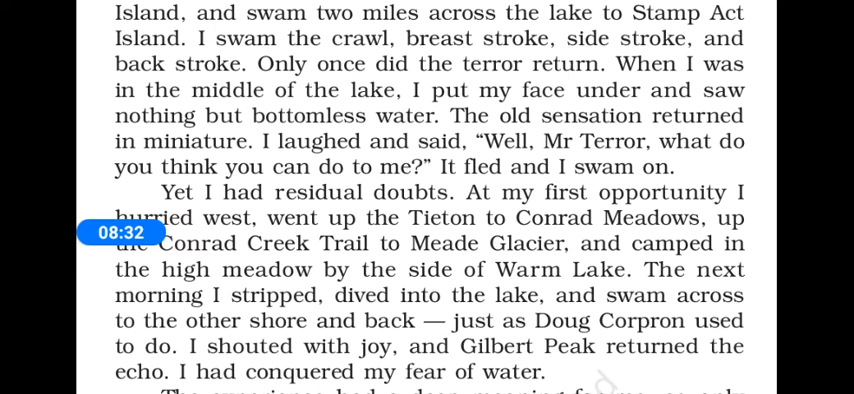 Island, and swam two miles across the lake to Stamp Act
Island. I swam the crawl, breast stroke, side stroke, and
back stroke. Only once did the terror return. When I was
in the middle of the lake, I put my face under and saw
nothing but bottomless water. The old sensation returned
in miniature. I laughed and said, “Well, Mr Terror, what do
you think you can do to me?” It fled and I swam on.
Yet I had residual doubts. At my first opportunity I
hurried west, went up the Tieton to Conrad Meadows, up
08:32
the Conrad Creek Trail to Meade Glacier, and camped in
the high meadow by the side of Warm Lake. The next
morning I stripped, dived into the lake, and swam across
to the other shore and back — just as Doug Corpron used
to do. I shouted with joy, and Gilbert Peak returned the
echo. I had conquered my fear of water.